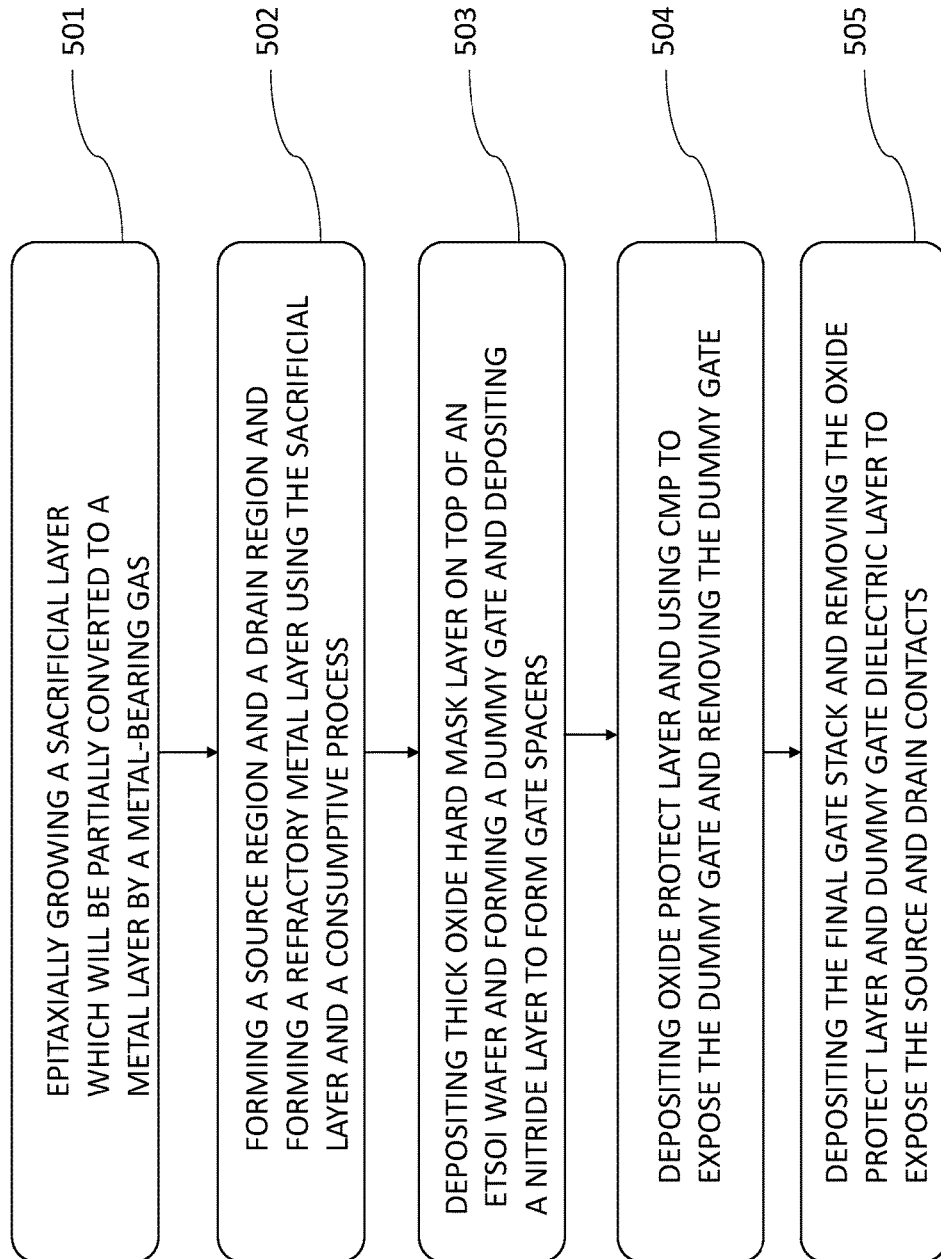 EPITAXIALLY GROWING A SACRIFICIAL LAYER
WHICH WILL BE PARTIALLY CONVERTED TO A
METAL LAYER BY A METAL-BEARING GAS
501
FORMING A SOURCE REGION AND A DRAIN REGION AND
FORMING A REFRACTORY METAL LAYER USING THE SACRIFICIAL
LAYER AND A CONSUMPTIVE PROCESS
502
DEPOSITING THICK OXIDE HARD MASK LAYER ON TOP OF AN
ETSOI WAFER AND FORMING A DUMMY GATE AND DEPOSITING
A NITRIDE LAYER TO FORM GATE SPACERS
503
DEPOSITING OXIDE PROTECT LAYER AND USING CMP TO
EXPOSE THE DUMMY GATE AND REMOVING THE DUMMY GATE
504
DEPOSITING THE FINAL GATE STACK AND REMOVING THE OXIDE
PROTECT LAYER AND DUMMY GATE DIELECTRIC LAYER TO
EXPOSE THE SOURCE AND DRAIN CONTACTS
505